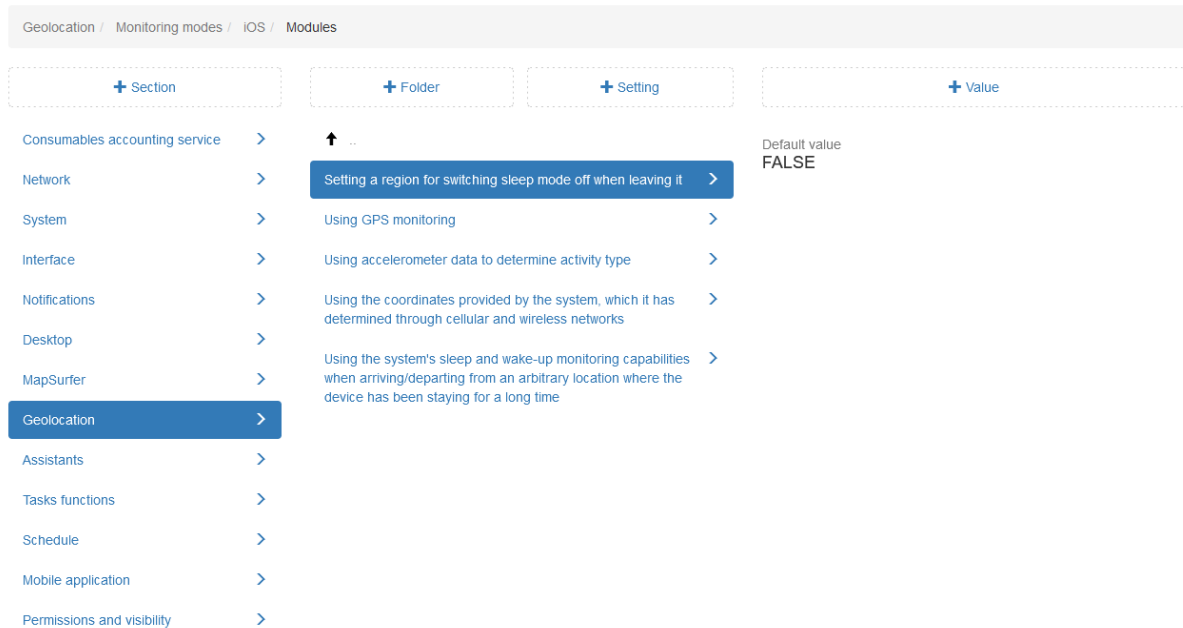 Geolocation / Monitoring modes / iOS / Modules
+ Section
+ Folder
+ Setting
+ Value
Consumables accounting service
Network
System
Interface
Notifications
Desktop
MapSurfer
Geolocation
Assistants
Tasks functions
Schedule
Mobile application
Permissions and visibility
..
Setting a region for switching sleep mode off when leaving it
Using GPS monitoring
Using accelerometer data to determine activity type
Using the coordinates provided by the system, which it has
determined through cellular and wireless networks
Using the system's sleep and wake-up monitoring capabilities
when arriving/departing from an arbitrary location where the
device has been staying for a long time
Default value
FALSE